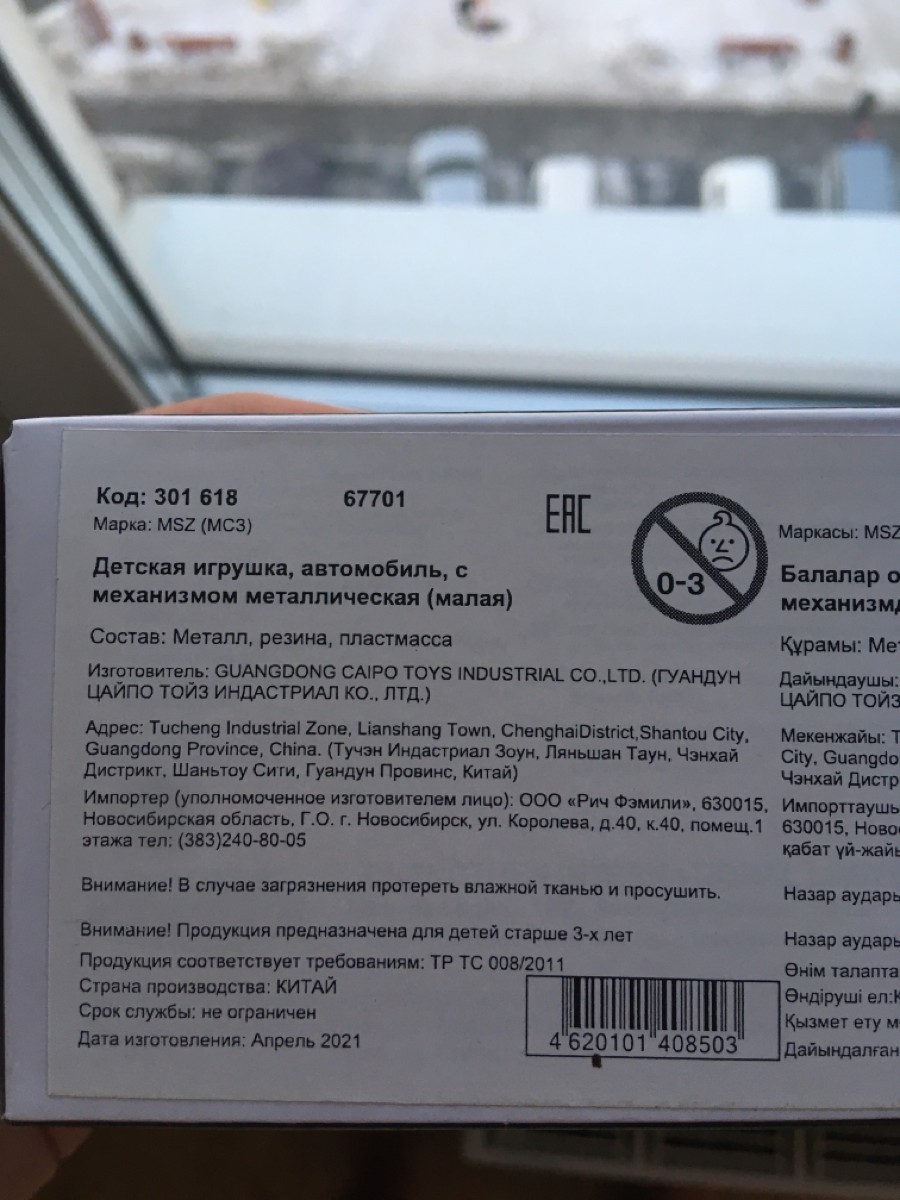 Код: 301 618 67701
EAC
Марка: MSZ (МСЗ)
Детская игрушка, автомобиль, с
механизмом металлическая (малая)
0-3
Состав: Металл, резина, пластмасса
Изготовитель: GUANGDONG CAIPO TOYS INDUSTRIAL CO.,LTD. (ГУАНДУН
ЦАЙПО ТОЙЗ ИНДАСТРИАЛ КО., ЛТД.)
Адрес: Tucheng Industrial Zone, Lianshang Town, ChenghaiDistrict,Shantou City,
Guangdong Province, China. (Тучэн Индастриал Зоун, Ляньшан Таун, Чэнхай
Дистрикт, Шаньтоу Сити, Гуандун Провинс, Китай)
Импортер (уполномоченное изготовителем лицо): ООО «Рич Фэмили», 630015,
Новосибирская область, Г.О. г. Новосибирск, ул. Королева, д.40, к.40, помещ.1
этажа тел: (383)240-80-05
Внимание! В случае загрязнения протереть влажной тканью и просушить.
Внимание! Продукция предназначена для детей старше 3-х лет
Продукция соответствует требованиям: ТР ТС 008/2011
Страна производства: КИТАЙ
Срок службы: не ограничен
Дата изготовления: Апрель 2021
4 620101 408503
Маркасы: MSZ
Балалар о
механизмд
Құрамы: Мет
Дайындаушы:
ЦАЙПО ТОЙЗ
Мекенжайы: T
City, Guangdo
Чэнхай Дистр
Импорттаушы
630015, Ново
қабат үй-жайы
Назар аудары
Назар аудары
Өнім талапта
Өндіруші ел:К
Қызмет ету м
Дайындалған